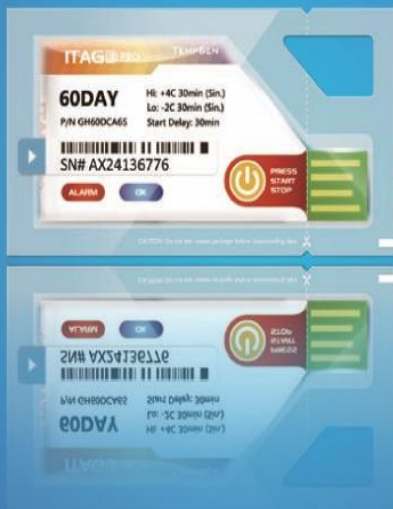 ITAG PRO TEMPSEN
60DAY
Hi: +4C 30min (Sin.)
Lo: -2C 30min (Sin.)
P/N GH60DCA65 Start Delay: 30min
SN# AX24136776
ALARM OK
PRESS
START
STOP